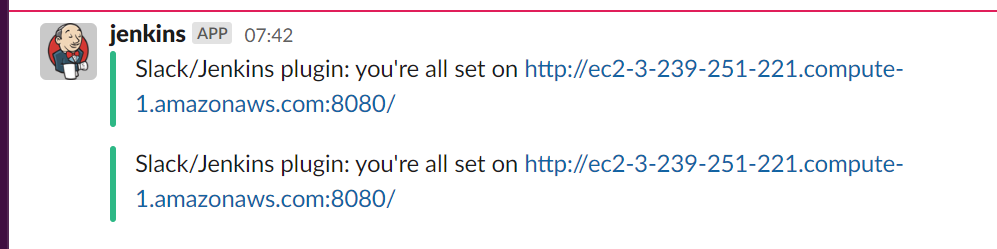 jenkins APP 07:42
Slack/Jenkins plugin: you're all set on http://ec2-3-239-251-221.compute-
1.amazonaws.com:8080/
Slack/Jenkins plugin: you're all set on http://ec2-3-239-251-221.compute-
1.amazonaws.com:8080/